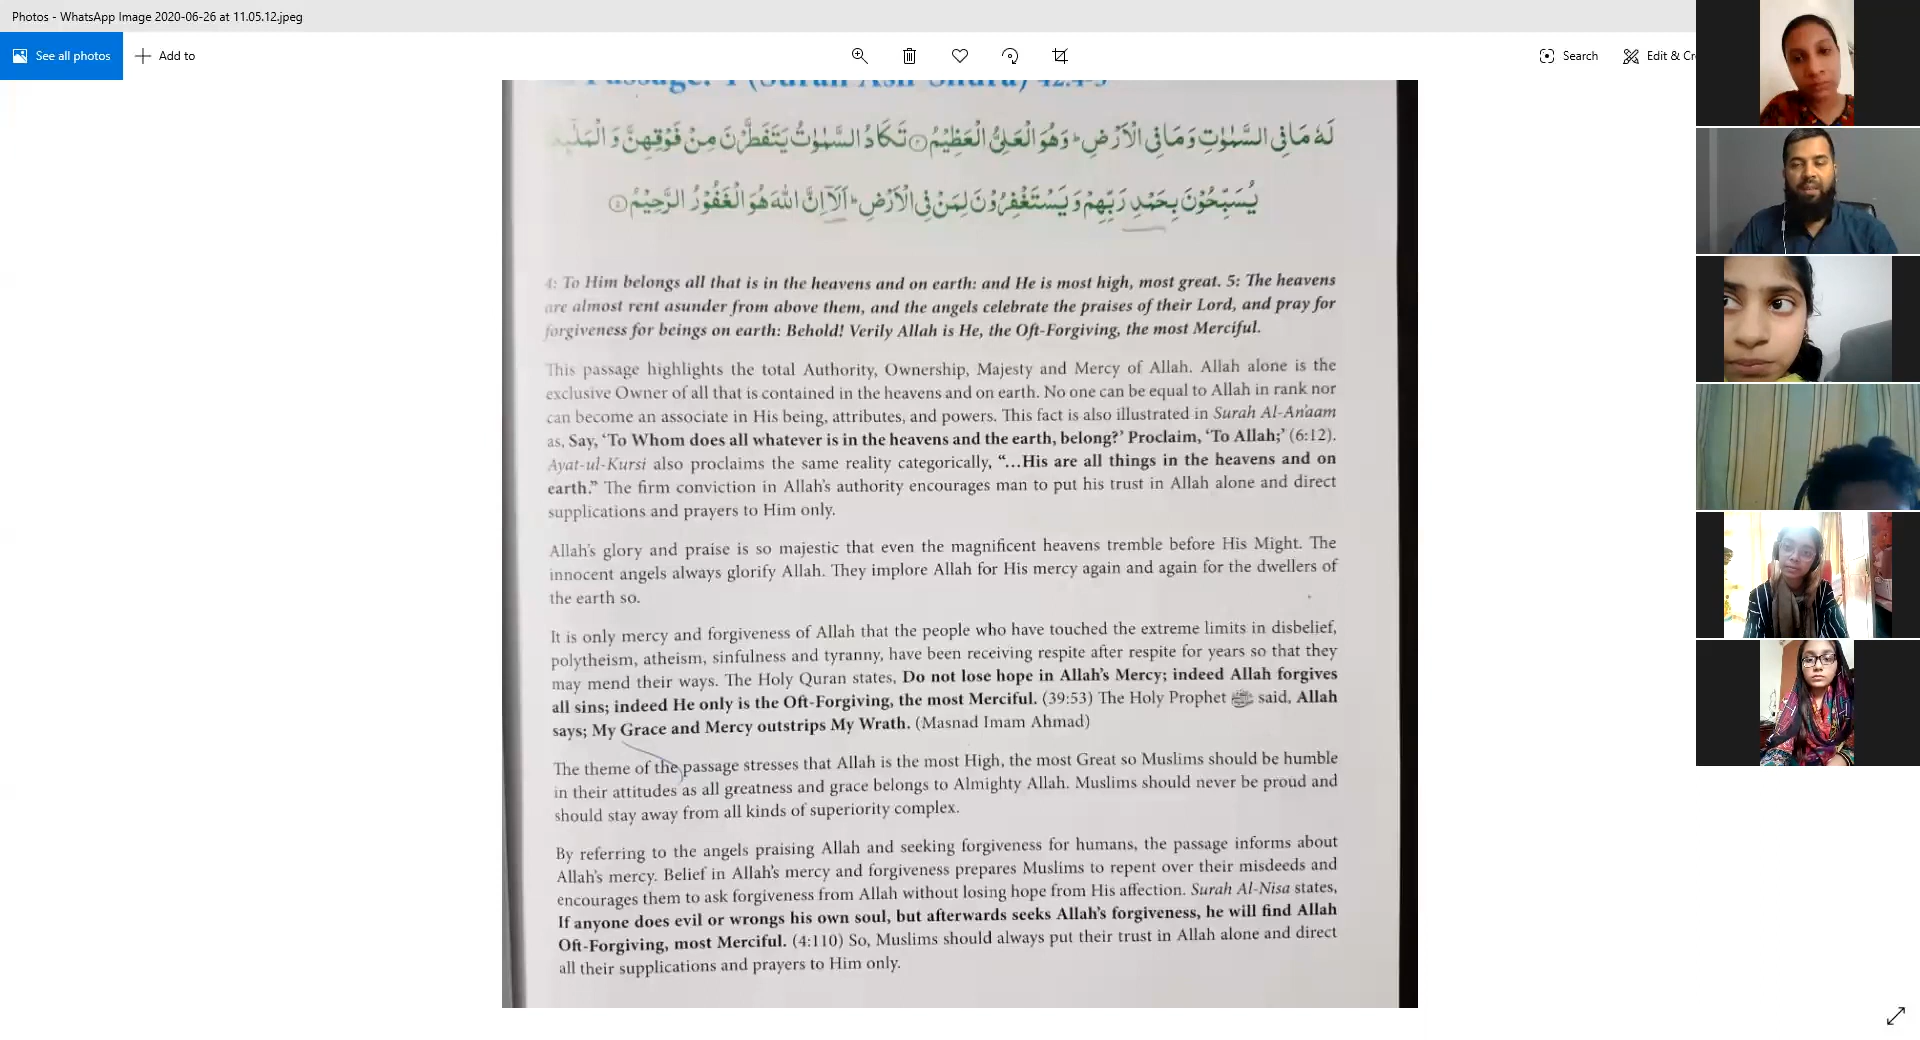 Photos - WhatsApp Image 2020-06-26 at 11.05.12.jpeg
See all photos
Add to
Search
Edit &
لَهٗ مَا فِی السَّمٰوٰتِ وَمَا فِی الْاَرْضِ ؕ وَهُوَ الْعَلِیُّ الْعَظِیْمُ ۴ تَكَادُ السَّمٰوٰتُ یَتَفَطَّرْنَ مِنْ فَوْقِهِنَّ وَ
یُسَبِّحُوْنَ بِحَمْدِ رَبِّهِمْ وَ یَسْتَغْفِرُوْنَ لِمَنْ فِی الْاَرْضِ ؕ اَلَاۤ اِنَّ اللّٰهَ هُوَ الْغَفُوْرُ الرَّحِیْمُ
4: To Him belongs all that is in the heavens and on earth: and He is most high, most great. 5: The heavens
are almost rent asunder from above them, and the angels celebrate the praises of their Lord, and pray for
forgiveness for beings on earth: Behold! Verily Allah is He, the Oft-Forgiving, the most Merciful.
This passage highlights the total Authority, Ownership, Majesty and Mercy of Allah. Allah alone is the
exclusive Owner of all that is contained in the heavens and on earth. No one can be equal to Allah in rank nor
can become an associate in His being, attributes, and powers. This fact is also illustrated in Surah Al-An'aam
as, Say, ‘To Whom does all whatever is in the heavens and the earth, belong?’ Proclaim, ‘To Allah;’ (6:12).
Ayat-ul-Kursi also proclaims the same reality categorically, “…His are all things in the heavens and on
earth.” The firm conviction in Allah’s authority encourages man to put his trust in Allah alone and direct
supplications and prayers to Him only.
Allah’s glory and praise is so majestic that even the magnificent heavens tremble before His Might. The
innocent angels always glorify Allah. They implore Allah for His mercy again and again for the dwellers of
the earth so.
It is only mercy and forgiveness of Allah that the people who have touched the extreme limits in disbelief,
polytheism, atheism, sinfulness and tyranny, have been receiving respite after respite for years so that they
may mend their ways. The Holy Quran states, Do not lose hope in Allah’s Mercy; indeed Allah forgives
all sins; indeed He only is the Oft-Forgiving, the most Merciful. (39:53) The Holy Prophet ﷺ said, Allah
says; My Grace and Mercy outstrips My Wrath. (Masnad Imam Ahmad)
The theme of the passage stresses that Allah is the most High, the most Great so Muslims should be humble
in their attitudes as all greatness and grace belongs to Almighty Allah. Muslims should never be proud and
should stay away from all kinds of superiority complex.
By referring to the angels praising Allah and seeking forgiveness for humans, the passage informs about
Allah’s mercy. Belief in Allah’s mercy and forgiveness prepares Muslims to repent over their misdeeds and
encourages them to ask forgiveness from Allah without losing hope from His affection. Surah Al-Nisa states,
If anyone does evil or wrongs his own soul, but afterwards seeks Allah’s forgiveness, he will find Allah
Oft-Forgiving, most Merciful. (4:110) So, Muslims should always put their trust in Allah alone and direct
all their supplications and prayers to Him only.